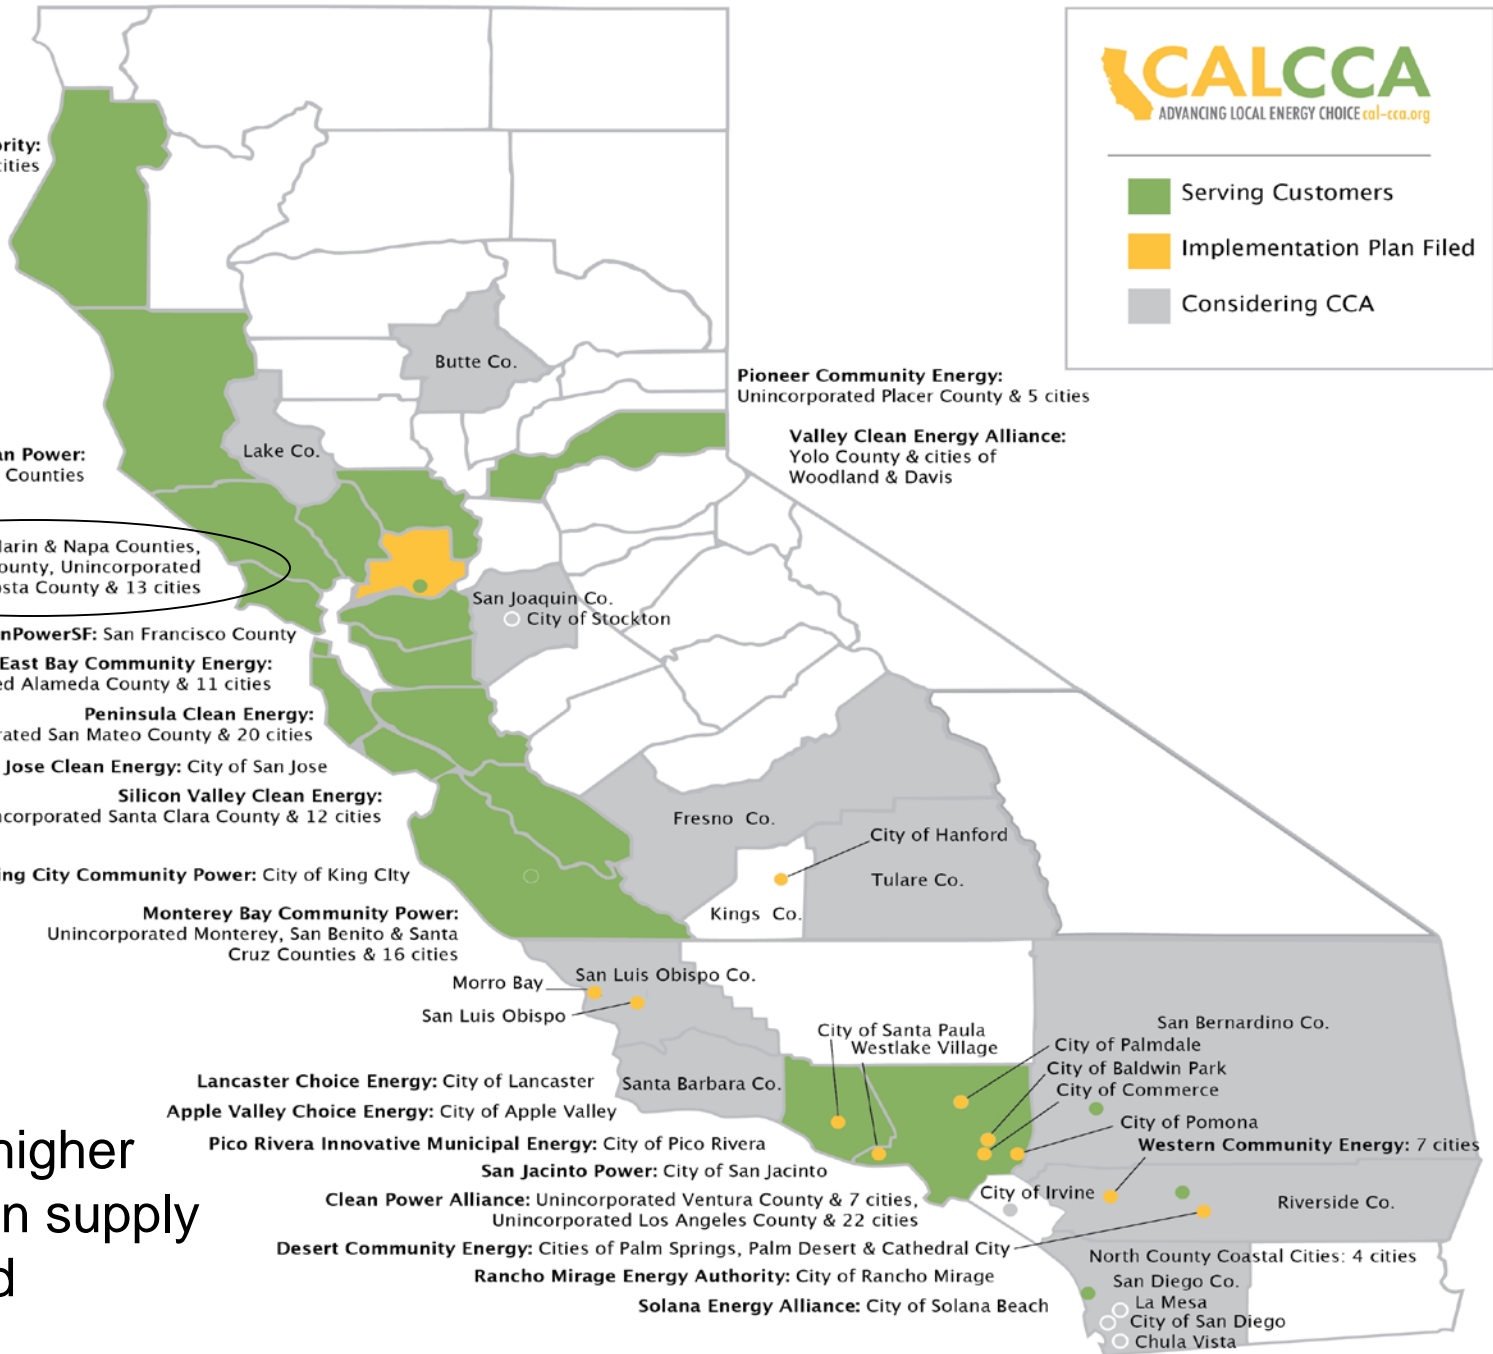 CALCCA
ADVANCING LOCAL ENERGY CHOICE cal-cca.org
Serving Customers
Implementation Plan Filed
Considering CCA
cities
Butte Co.
Pioneer Community Energy:
Unincorporated Placer County & 5 cities
Valley Clean Energy Alliance:
Yolo County & cities of
Woodland & Davis
Lake Co.
Power:
Counties
& Napa Counties,
Unincorporated
County & 13 cities
San Joaquin Co.
City of Stockton
San Francisco County
East Bay Community Energy:
Alameda County & 11 cities
Peninsula Clean Energy:
San Mateo County & 20 cities
Jose Clean Energy: City of San Jose
Silicon Valley Clean Energy:
Santa Clara County & 12 cities
City Community Power: City of King CIty
Monterey Bay Community Power:
Unincorporated Monterey, San Benito & Santa
Cruz Counties & 16 cities
Fresno Co.
City of Hanford
Tulare Co.
Kings Co.
Morro Bay
San Luis Obispo Co.
San Luis Obispo
City of Santa Paula
Westlake Village
San Bernardino Co.
City of Palmdale
City of Baldwin Park
City of Commerce
City of Pomona
Western Community Energy: 7 cities
Santa Barbara Co.
Lancaster Choice Energy: City of Lancaster
Apple Valley Choice Energy: City of Apple Valley
Pico Rivera Innovative Municipal Energy: City of Pico Rivera
San Jacinto Power: City of San Jacinto
Clean Power Alliance: Unincorporated Ventura County & 7 cities,
Unincorporated Los Angeles County & 22 cities
City of Irvine
Riverside Co.
Desert Community Energy: Cities of Palm Springs, Palm Desert & Cathedral City
Rancho Mirage Energy Authority: City of Rancho Mirage
Solana Energy Alliance: City of Solana Beach
North County Coastal Cities: 4 cities
San Diego Co.
La Mesa
City of San Diego
Chula Vista
higher
supply